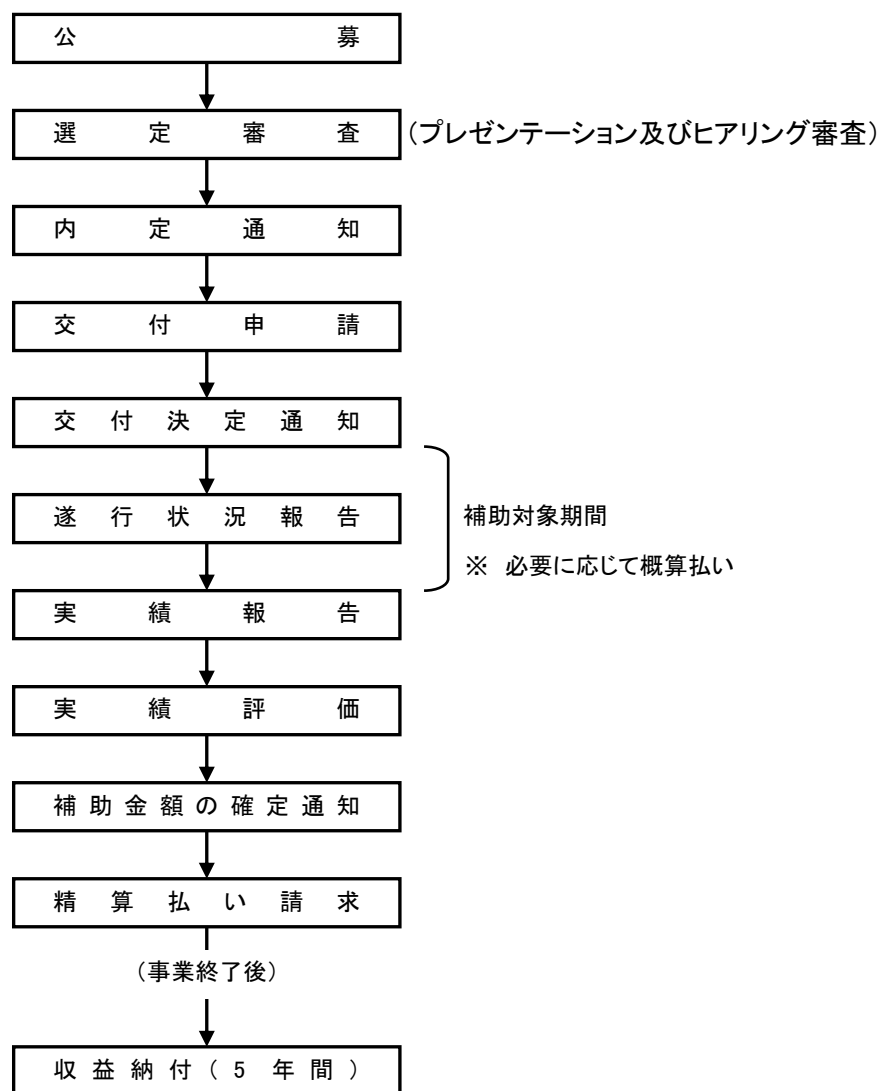 公募
選定審査 (プレゼンテーション及びヒアリング審査)
内定通知
交付申請
交付決定通知
遂行状況報告
補助対象期間
※ 必要に応じて概算払い
実績報告
実績評価
補助金額の確定通知
精算払い請求
(事業終了後)
収益納付(5年間)